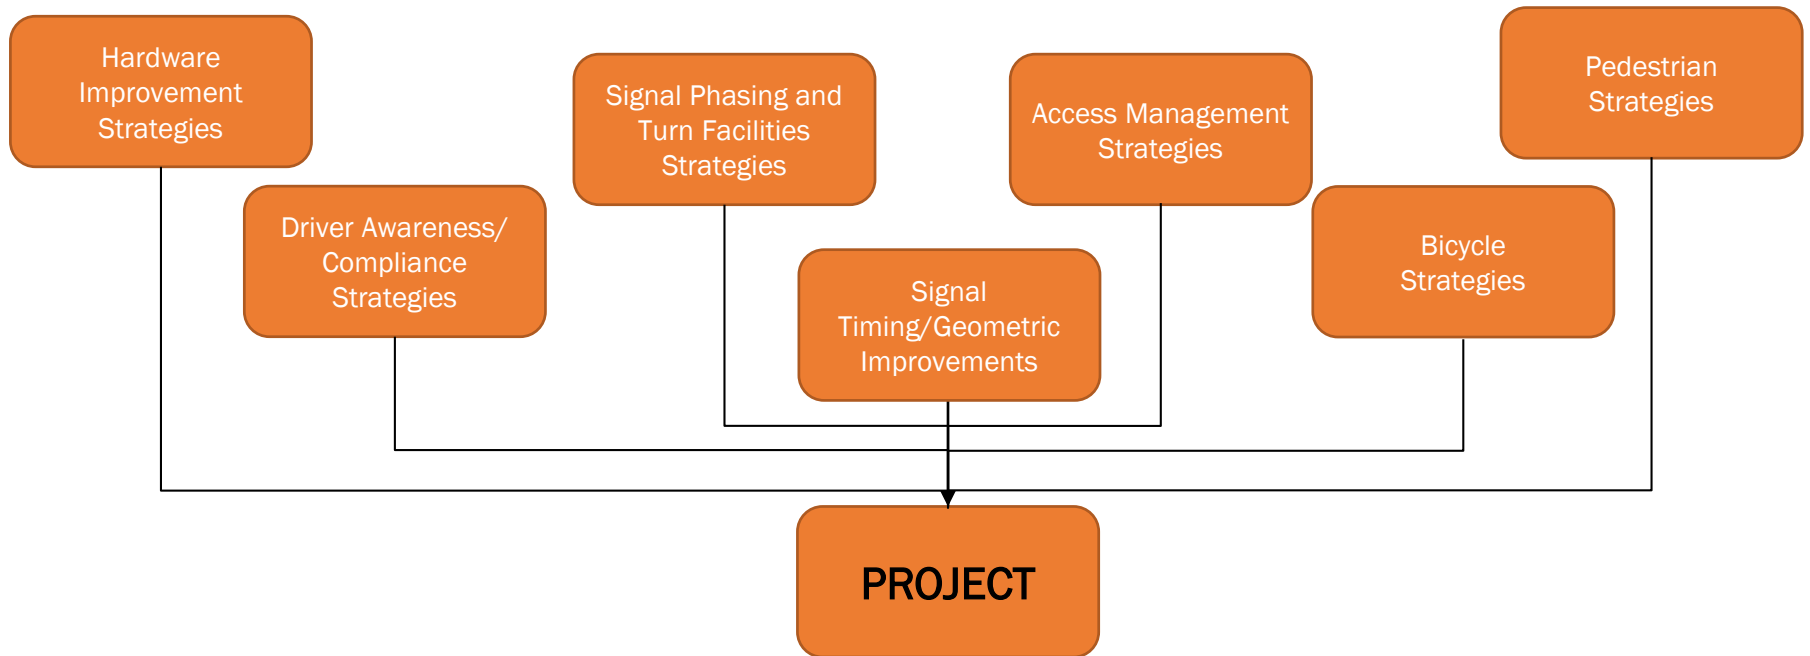 Hardware
Improvement
Strategies
Driver Awareness/
Compliance
Strategies
Signal Phasing and
Turn Facilities
Strategies
Signal
Timing/Geometric
Improvements
Access Management
Strategies
Bicycle
Strategies
Pedestrian
Strategies
PROJECT